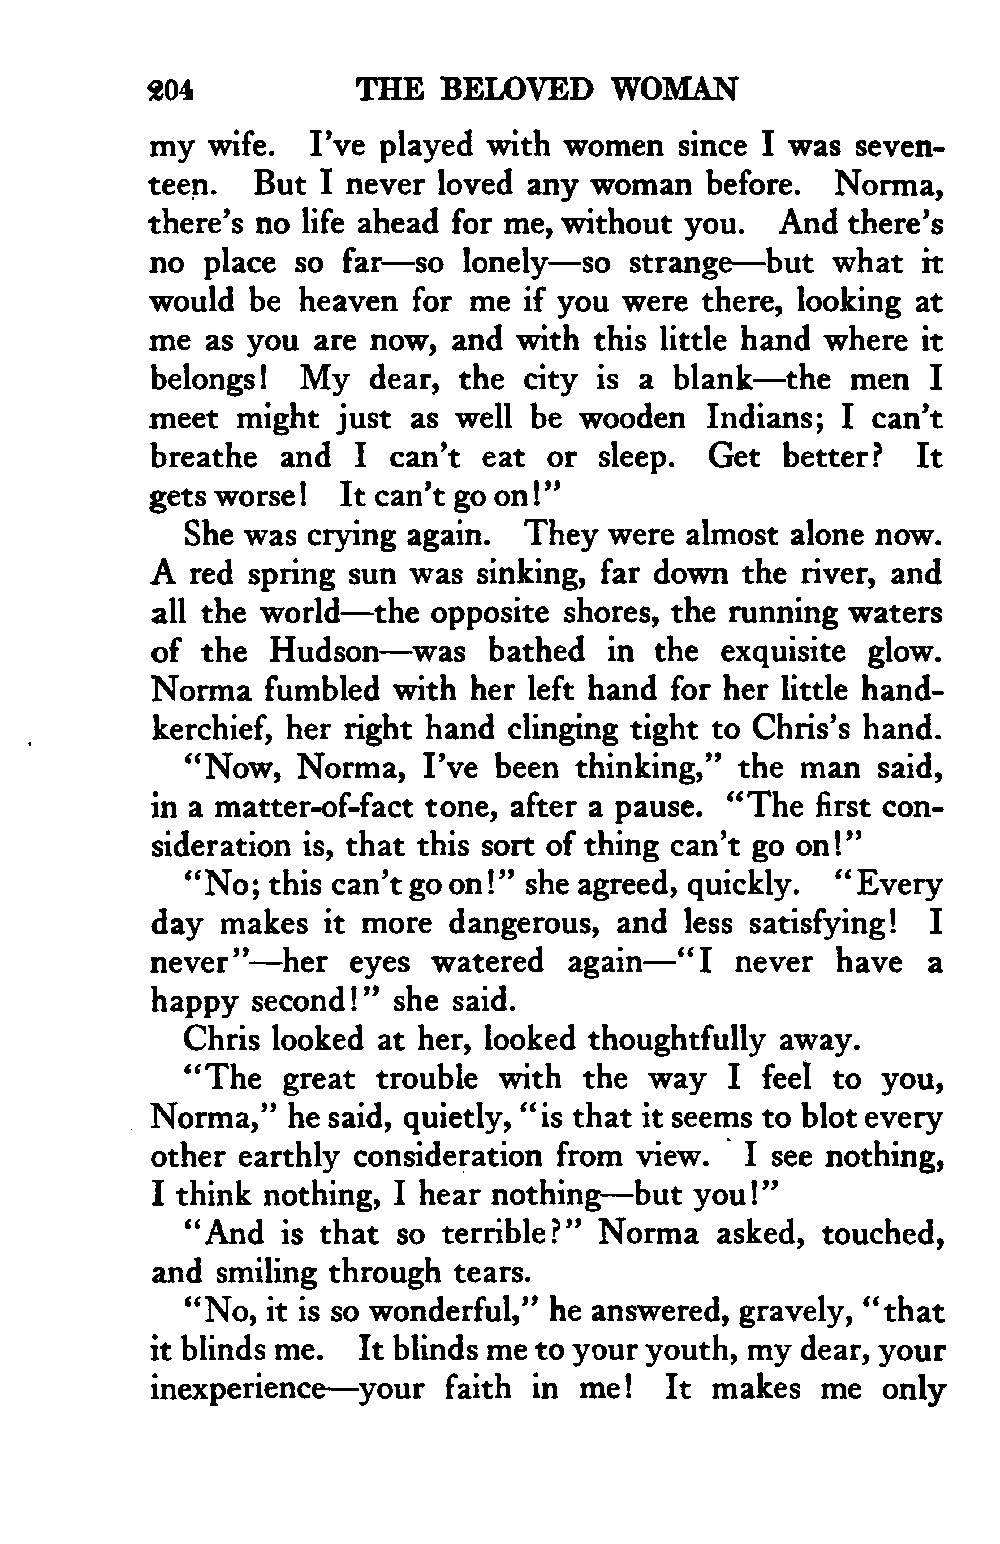 204 THE BELOVED WOMAN
my wife. I've played with women since I was seven-
teen. But I never loved any woman before. Norma,
there's no life ahead for me, without you. And there's
no place so far—so lonely—so strange—but what it
would be heaven for me if you were there, looking at
me as you are now, and with this little hand where it
belongs! My dear, the city is a blank—the men I
meet might just as well be wooden Indians; I can't
breathe and I can't eat or sleep. Get better? It
gets worse! It can't go on!"
She was crying again. They were almost alone now.
A red spring sun was sinking, far down the river, and
all the world—the opposite shores, the running waters
of the Hudson—was bathed in the exquisite glow.
Norma fumbled with her left hand for her little hand-
kerchief, her right hand clinging tight to Chris's hand.
"Now, Norma, I've been thinking," the man said,
in a matter-of-fact tone, after a pause. "The first con-
sideration is, that this sort of thing can't go on!"
"No; this can't go on!" she agreed, quickly. "Every
day makes it more dangerous, and less satisfying! I
never"—her eyes watered again—"I never have a
happy second!" she said.
Chris looked at her, looked thoughtfully away.
"The great trouble with the way I feel to you,
Norma," he said, quietly, "is that it seems to blot every
other earthly consideration from view. I see nothing,
I think nothing, I hear nothing—but you!"
"And is that so terrible?" Norma asked, touched,
and smiling through tears.
"No, it is so wonderful," he answered, gravely, "that
it blinds me. It blinds me to your youth, my dear, your
inexperience—your faith in me! It makes me only